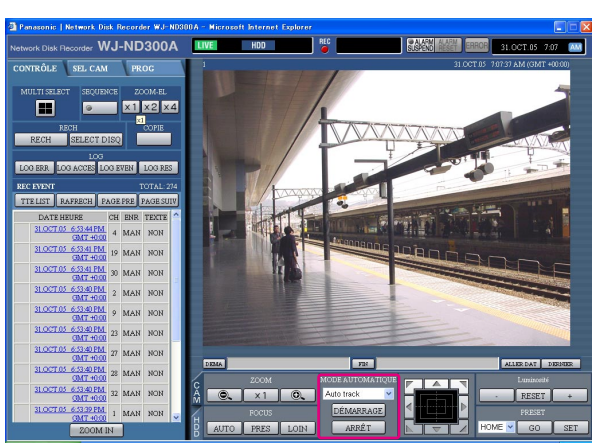 Panasonic | Network Disk Recorder WJ-ND300A - Microsoft Internet Explorer
Network Disk Recorder WJ-ND300A
LIVE HDD REC ALARM SUSPEND ALARM RESET ERROR 31.OCT.05 7:07 AM
CONTRÔLE SEL CAM PROG
1 31.OCT.05 7:07:37 AM (GMT +00:00)
MULTI SELECT SEQUENCE ZOOM-EL
x1 x2 x4
x1
RECH COPIE
RECH SELECT DISQ
LOG
LOG ERR LOG ACCES LOG EVEN LOG RES
REC EVENT TOTAL: 274
TTE LIST RAFRECH PAGE PRE PAGE SUIV
DATE HEURE CH ENR TEXTE
31.OCT.05 6:53:44 PM GMT +0:00 4 MAN NON
31.OCT.05 6:53:41 PM GMT +0:00 19 MAN NON
31.OCT.05 6:53:41 PM GMT +0:00 30 MAN NON
31.OCT.05 6:53:40 PM GMT +0:00 2 MAN NON
31.OCT.05 6:53:40 PM GMT +0:00 9 MAN NON
31.OCT.05 6:53:40 PM GMT +0:00 23 MAN NON
31.OCT.05 6:53:40 PM GMT +0:00 27 MAN NON
31.OCT.05 6:53:40 PM GMT +0:00 28 MAN NON
31.OCT.05 6:53:40 PM GMT +0:00 32 MAN NON
31.OCT.05 6:53:39 PM GMT +0:00 1 MAN NON
ZOOM IN
DEMA FIN ALLER DAT DERNIER
CAM
HDD
ZOOM
x1
FOCUS
AUTO PRES LOIN
MODE AUTOMATIQUE
Auto track
DÉMARRAGE
ARRÊT
Luminosité
- RESET +
PRESET
HOME GO SET